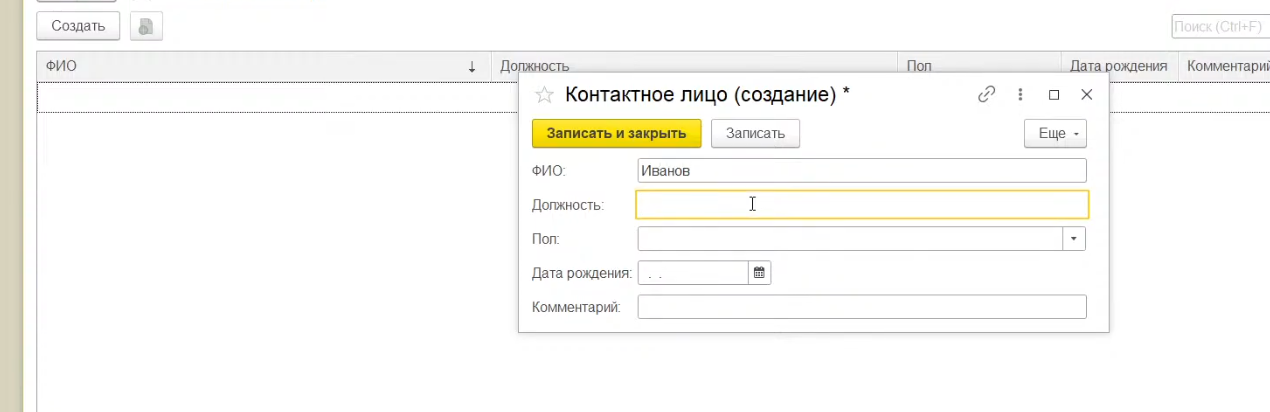 Создать
Поиск (Ctrl+F)
ФИО ↓ Должность Пол Дата рождения Комментарий
Контактное лицо (создание) *
Записать и закрыть Записать Еще
ФИО: Иванов
Должность:
Пол:
Дата рождения: . .
Комментарий: